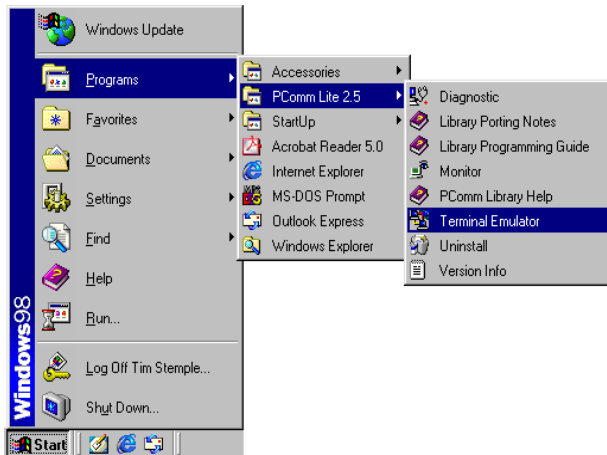 Windows Update
Programs
Favorites
Documents
Settings
Find
Help
Run...
Log Off Tim Stemple...
Shut Down...
Windows98
Start
Accessories
PComm Lite 2.5
StartUp
Acrobat Reader 5.0
Internet Explorer
MS-DOS Prompt
Outlook Express
Windows Explorer
Diagnostic
Library Porting Notes
Library Programming Guide
Monitor
PComm Library Help
Terminal Emulator
Uninstall
Version Info